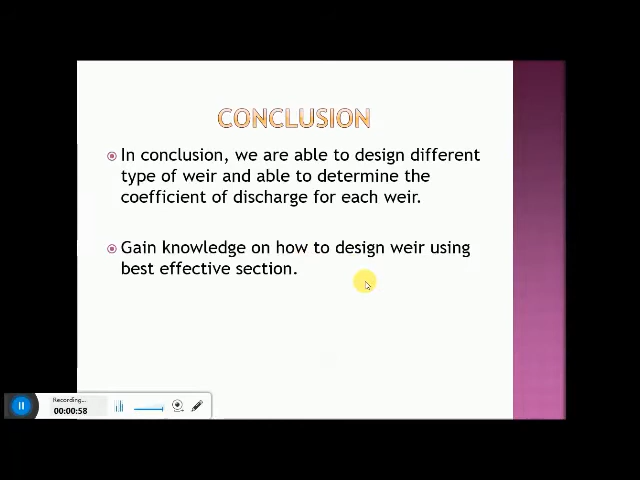 CONCLUSION
In conclusion, we are able to design different
type of weir and able to determine the
coefficient of discharge for each weir.
Gain knowledge on how to design weir using
best effective section.
Recording...
00:00:58